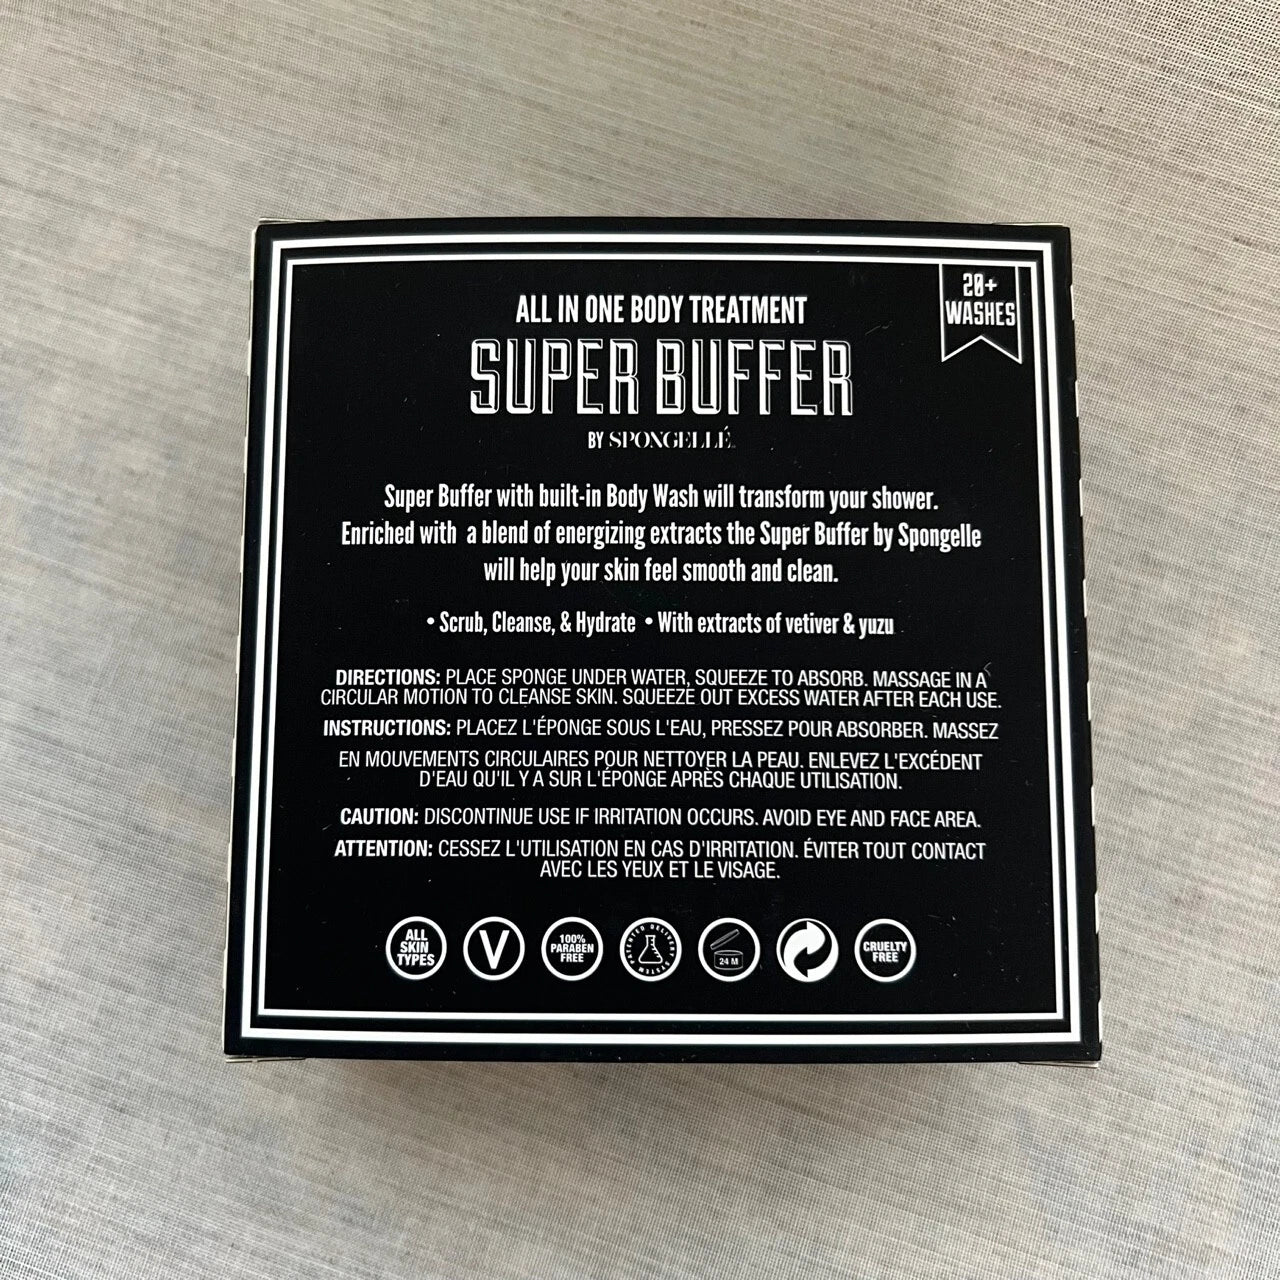 20+
WASHES
ALL IN ONE BODY TREATMENT
SUPER BUFFER
BY SPONGELLÉ
Super Buffer with built-in Body Wash will transform your shower.
Enriched with a blend of energizing extracts the Super Buffer by Spongelle
will help your skin feel smooth and clean.
• Scrub, Cleanse, & Hydrate • With extracts of vetiver & yuzu
DIRECTIONS: PLACE SPONGE UNDER WATER, SQUEEZE TO ABSORB. MASSAGE IN A
CIRCULAR MOTION TO CLEANSE SKIN. SQUEEZE OUT EXCESS WATER AFTER EACH USE.
INSTRUCTIONS: PLACEZ L'ÉPONGE SOUS L'EAU, PRESSEZ POUR ABSORBER. MASSEZ
EN MOUVEMENTS CIRCULAIRES POUR NETTOYER LA PEAU. ENLEVEZ L'EXCÉDENT
D'EAU QU'IL Y A SUR L'ÉPONGE APRÈS CHAQUE UTILISATION.
CAUTION: DISCONTINUE USE IF IRRITATION OCCURS. AVOID EYE AND FACE AREA.
ATTENTION: CESSEZ L'UTILISATION EN CAS D'IRRITATION. ÉVITER TOUT CONTACT
AVEC LES YEUX ET LE VISAGE.
ALL
SKIN
TYPES
V
100%
PARABEN
FREE
PATENTED DELIVERY SYSTEM
24 M
CRUELTY
FREE